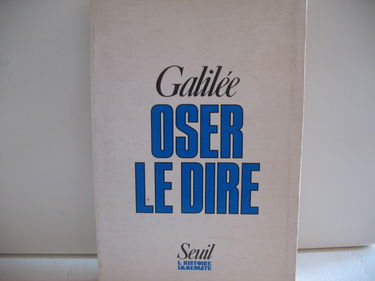 Galilée
OSER
LE DIRE
Seuil
L'HISTOIRE
IMMÉDIATE